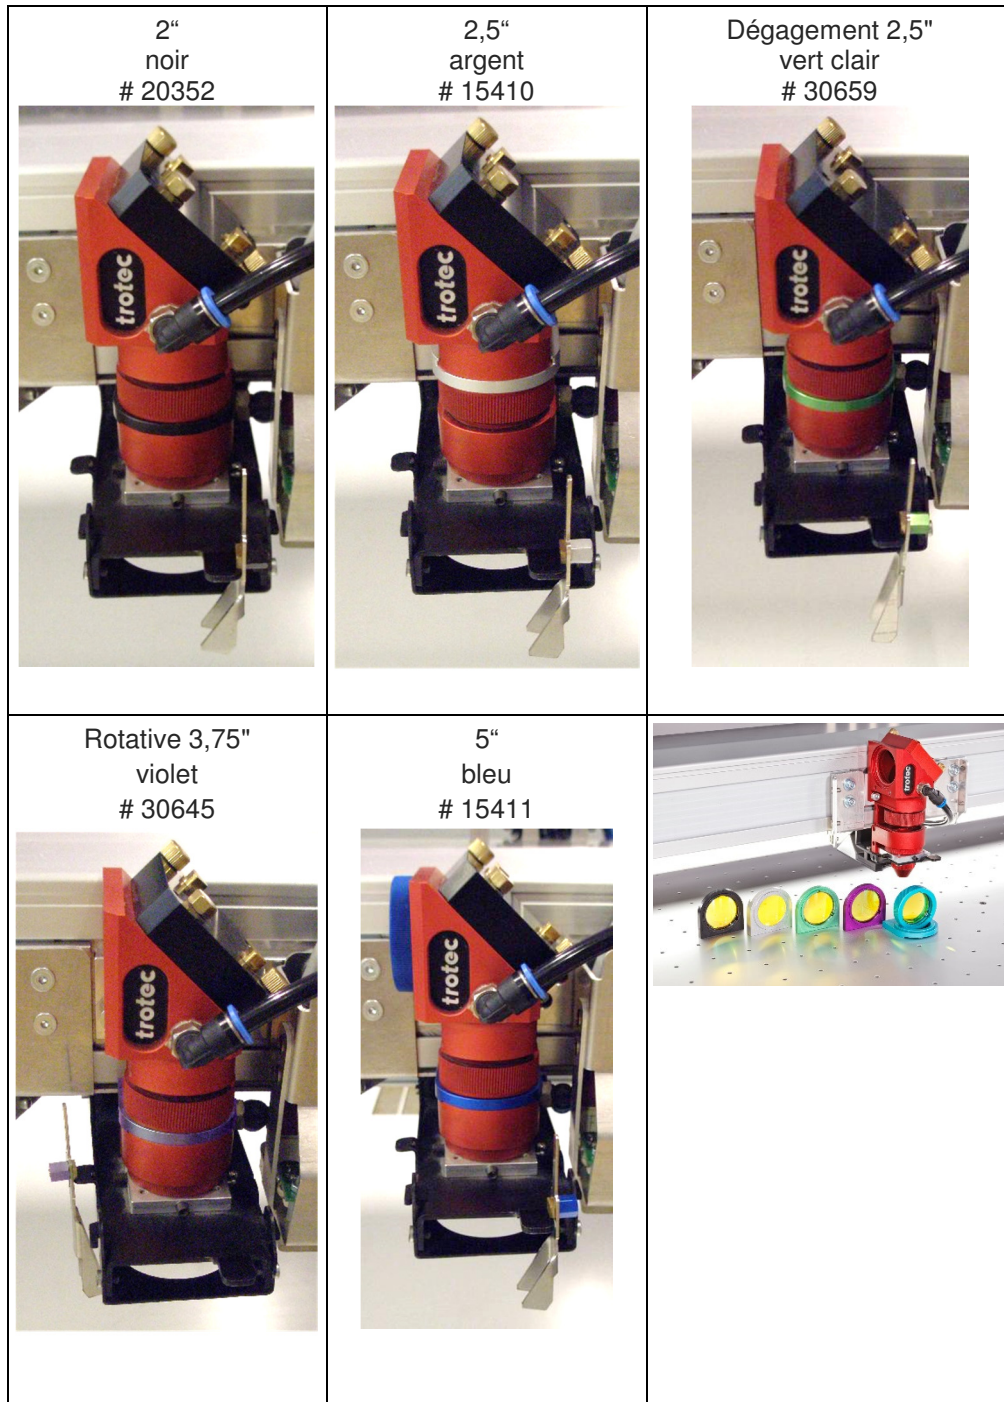 2“
noir
# 20352
trotec
2,5“
argent
# 15410
trotec
Dégagement 2,5"
vert clair
# 30659
trotec
Rotative 3,75"
violet
# 30645
trotec
5“
bleu
# 15411
trotec
trotec